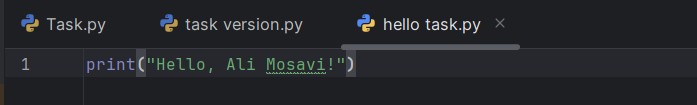 Task.py task version.py hello task.py
1 print("Hello, Ali Mosavi!")